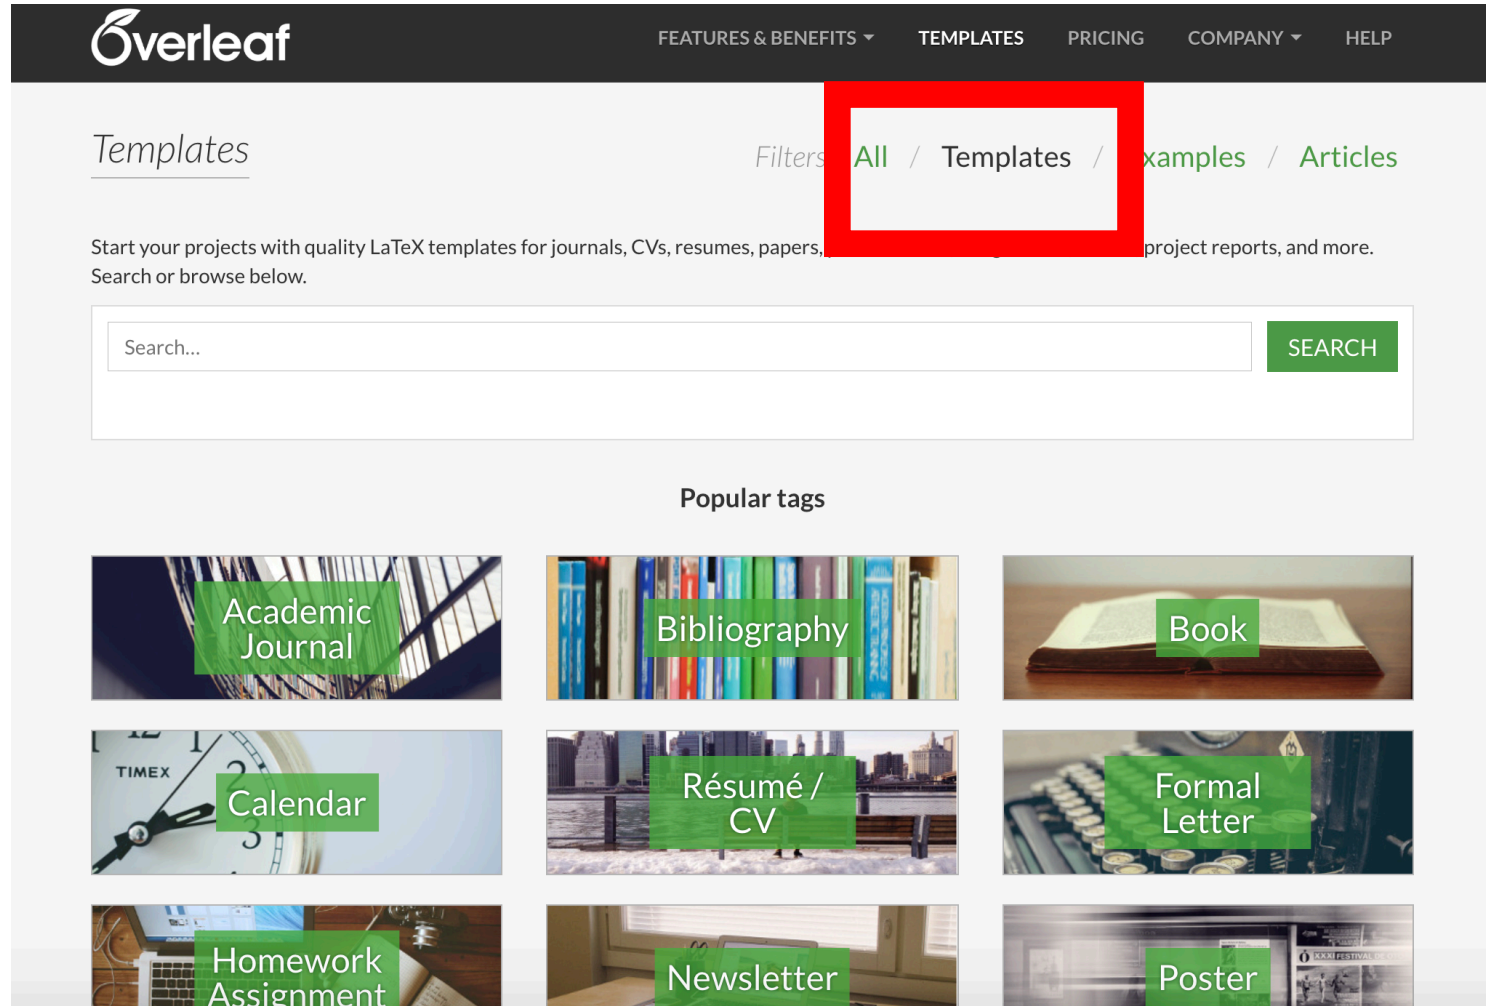 Overleaf
FEATURES & BENEFITS TEMPLATES PRICING COMPANY HELP
Templates
Filters All / Templates / xamples / Articles
Start your projects with quality LaTeX templates for journals, CVs, resumes, papers, project reports, and more.
Search or browse below.
Search...
SEARCH
Popular tags
Academic
Journal
Bibliography
Book
TIMEX
Calendar
Résumé /
CV
Formal
Letter
Homework
Assignment
Newsletter
Poster